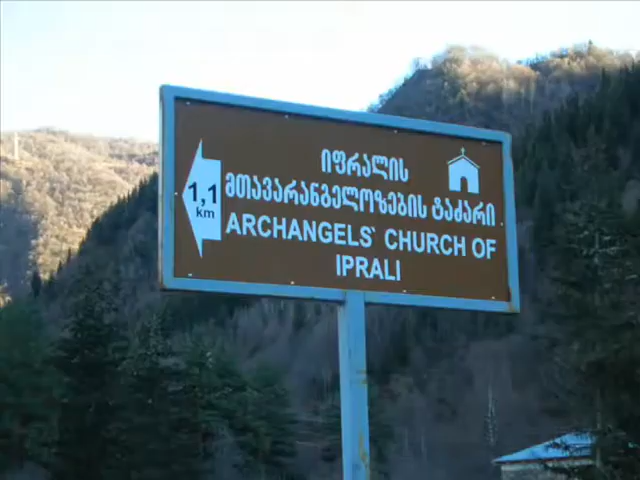 1,1
km
იფრალის
მთავარანგელოზების ტაძარი
ARCHANGELS` CHURCH OF
IPRALI